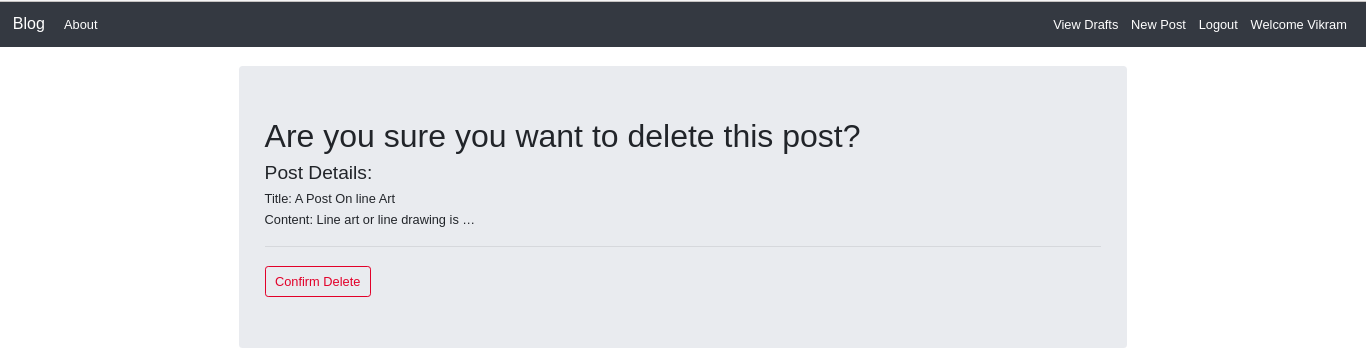 Blog About View Drafts New Post Logout Welcome Vikram
Are you sure you want to delete this post?
Post Details:
Title: A Post On line Art
Content: Line art or line drawing is …
Confirm Delete